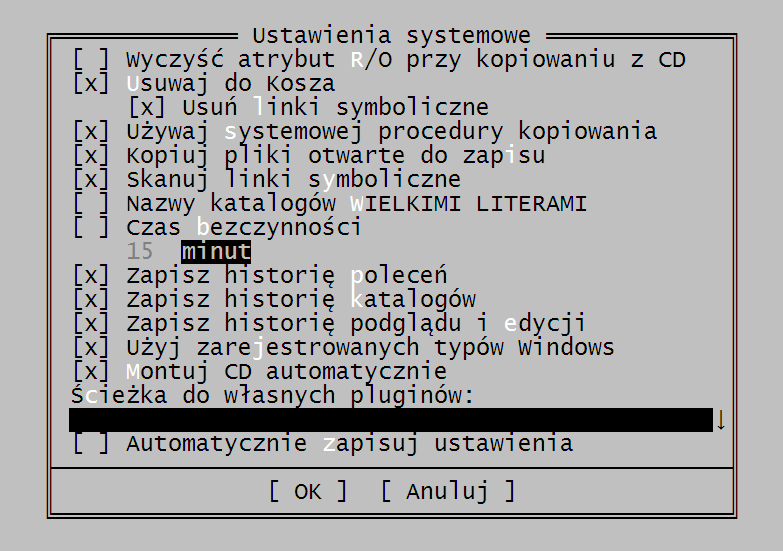 Ustawienia systemowe
[ ] Wyczyść atrybut R/O przy kopiowaniu z CD
[x] Usuwaj do Kosza
[x] Usuń linki symboliczne
[x] Używaj systemowej procedury kopiowania
[x] Kopiuj pliki otwarte do zapisu
[x] Skanuj linki symboliczne
[ ] Nazwy katalogów WIELKIMI LITERAMI
[ ] Czas bezczynności
15 minut
[x] Zapisz historię poleceń
[x] Zapisz historię katalogów
[x] Zapisz historię podglądu i edycji
[x] Użyj zarejestrowanych typów Windows
[x] Montuj CD automatycznie
Ścieżka do własnych pluginów:
↓
[ ] Automatycznie zapisuj ustawienia
[ OK ] [ Anuluj ]